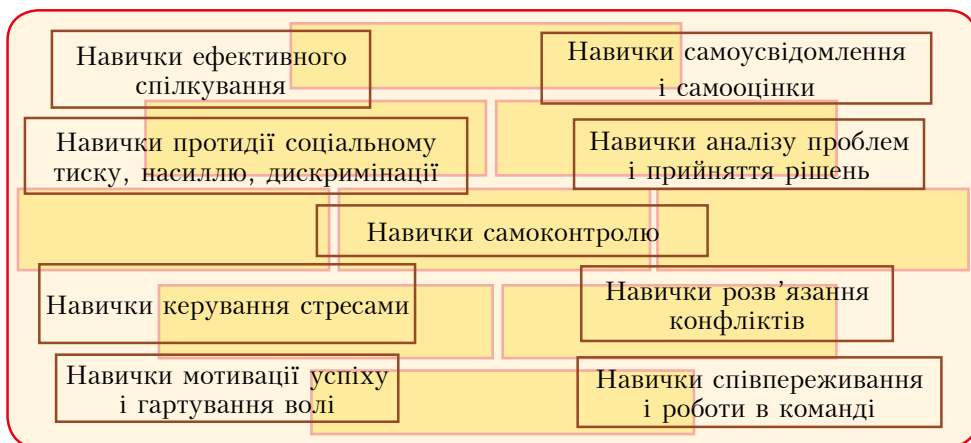 Навички ефективного
спілкування
Навички самоусвідомлення
і самооцінки
Навички протидії соціальному
тиску, насиллю, дискримінації
Навички аналізу проблем
і прийняття рішень
Навички самоконтролю
Навички керування стресами
Навички розв’язання
конфліктів
Навички мотивації успіху
і гартування волі
Навички співпереживання
і роботи в команді